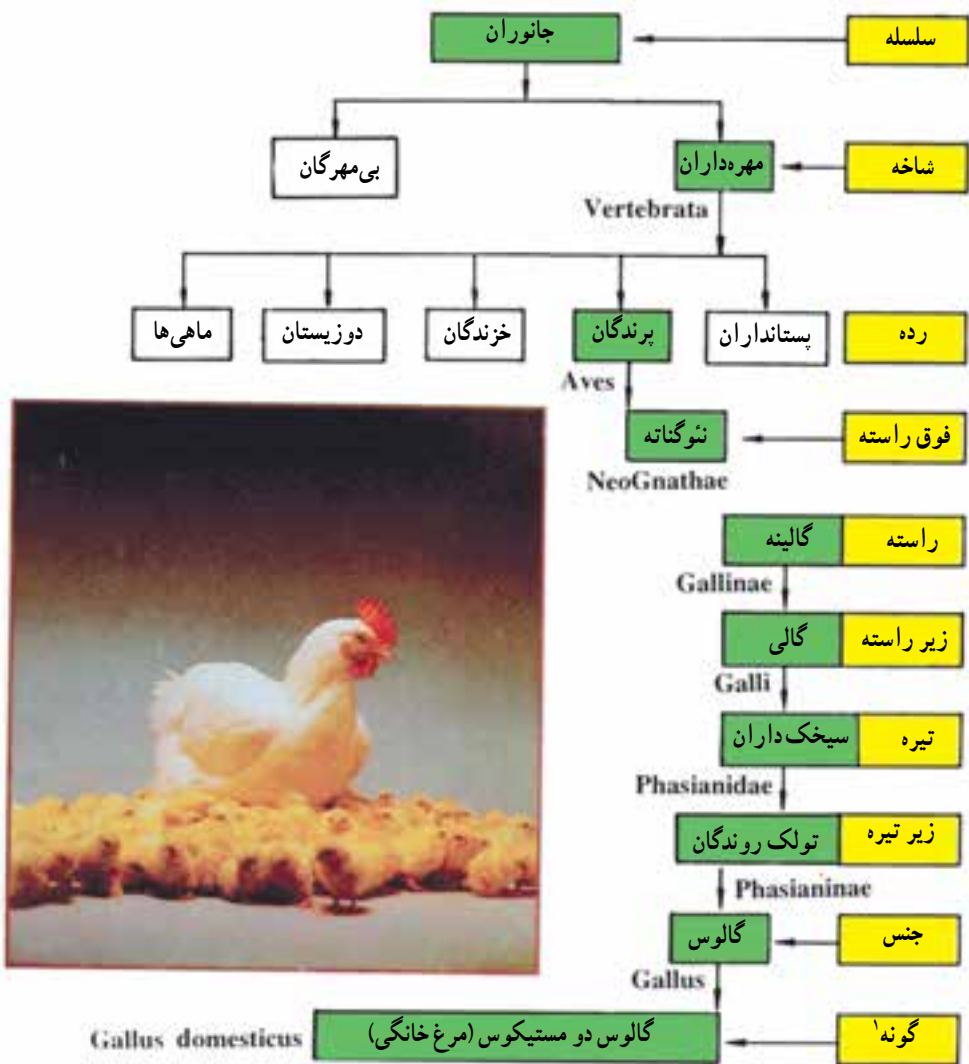 سلسله
جانوران
شاخه
مهره‌داران
بی‌مهرگان
Vertebrata
رده
پستانداران
پرندگان
خزندگان
دوزیستان
ماهی‌ها
Aves
فوق راسته
نئوگناته
NeoGnathae
راسته
گالینه
Gallinae
زیر راسته
گالی
Galli
تیره
سیخک‌داران
Phasianidae
زیر تیره
تولک روندگان
Phasianinae
جنس
گالوس
Gallus
گونه۱
گالوس دو مستیکوس (مرغ خانگی)
Gallus domesticus